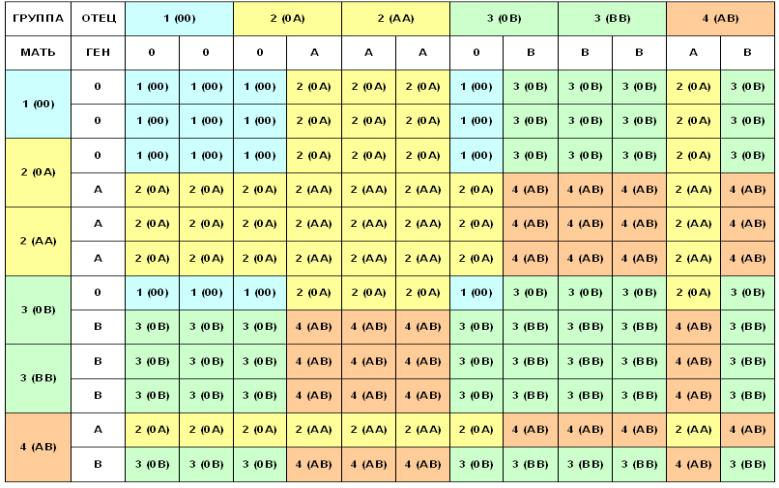 ГРУППА ОТЕЦ 1 (00) 2 (0A) 2 (AA) 3 (0B) 3 (BB) 4 (AB)
МАТЬ ГЕН 0 0 0 A A A 0 B B B A B
1 (00) 0 1 (00) 1 (00) 1 (00) 2 (0A) 2 (0A) 2 (0A) 1 (00) 3 (0B) 3 (0B) 3 (0B) 2 (0A) 3 (0B)
0 1 (00) 1 (00) 1 (00) 2 (0A) 2 (0A) 2 (0A) 1 (00) 3 (0B) 3 (0B) 3 (0B) 2 (0A) 3 (0B)
2 (0A) 0 1 (00) 1 (00) 1 (00) 2 (0A) 2 (0A) 2 (0A) 1 (00) 3 (0B) 3 (0B) 3 (0B) 2 (0A) 3 (0B)
A 2 (0A) 2 (0A) 2 (0A) 2 (AA) 2 (AA) 2 (AA) 2 (0A) 4 (AB) 4 (AB) 4 (AB) 2 (AA) 4 (AB)
2 (AA) A 2 (0A) 2 (0A) 2 (0A) 2 (AA) 2 (AA) 2 (AA) 2 (0A) 4 (AB) 4 (AB) 4 (AB) 2 (AA) 4 (AB)
A 2 (0A) 2 (0A) 2 (0A) 2 (AA) 2 (AA) 2 (AA) 2 (0A) 4 (AB) 4 (AB) 4 (AB) 2 (AA) 4 (AB)
3 (0B) 0 1 (00) 1 (00) 1 (00) 2 (0A) 2 (0A) 2 (0A) 1 (00) 3 (0B) 3 (0B) 3 (0B) 2 (0A) 3 (0B)
B 3 (0B) 3 (0B) 3 (0B) 4 (AB) 4 (AB) 4 (AB) 3 (0B) 3 (BB) 3 (BB) 3 (BB) 4 (AB) 3 (BB)
3 (BB) B 3 (0B) 3 (0B) 3 (0B) 4 (AB) 4 (AB) 4 (AB) 3 (0B) 3 (BB) 3 (BB) 3 (BB) 4 (AB) 3 (BB)
B 3 (0B) 3 (0B) 3 (0B) 4 (AB) 4 (AB) 4 (AB) 3 (0B) 3 (BB) 3 (BB) 3 (BB) 4 (AB) 3 (BB)
4 (AB) A 2 (0A) 2 (0A) 2 (0A) 2 (AA) 2 (AA) 2 (AA) 2 (0A) 4 (AB) 4 (AB) 4 (AB) 2 (AA) 4 (AB)
B 3 (0B) 3 (0B) 3 (0B) 4 (AB) 4 (AB) 4 (AB) 3 (0B) 3 (BB) 3 (BB) 3 (BB) 4 (AB) 3 (BB)